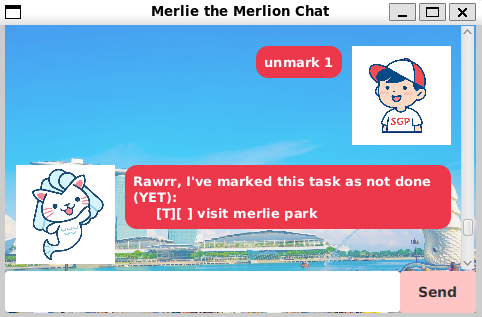 Merlie the Merlion Chat
unmark 1
SGP
Rawrr, I've marked this task as not done
(YET):
[T][ ] visit merlie park
Send